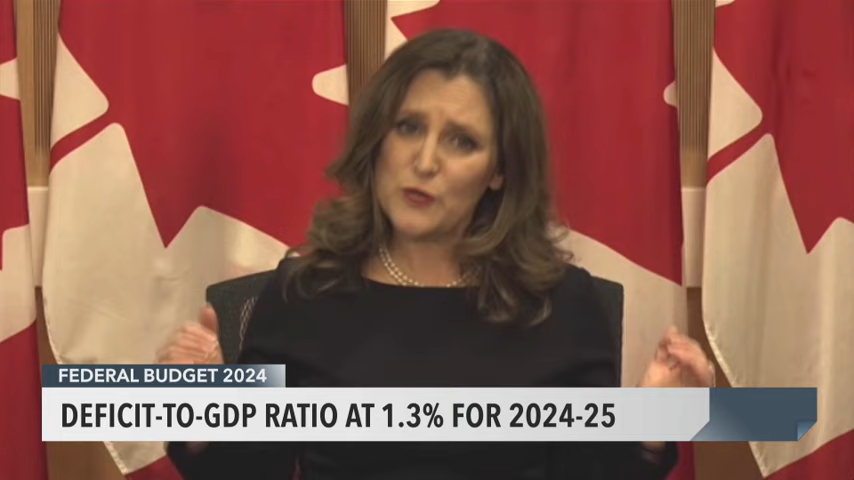 FEDERAL BUDGET 2024
DEFICIT-TO-GDP RATIO AT 1.3% FOR 2024-25